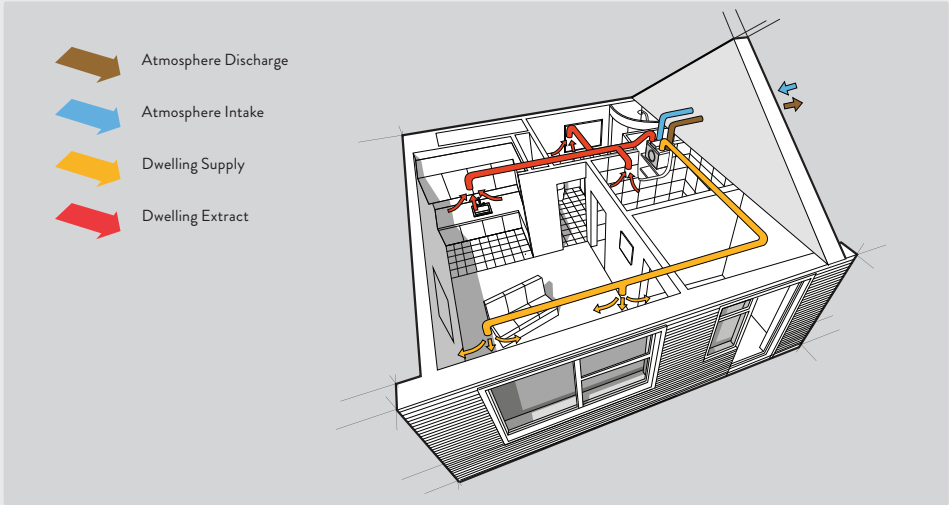 Atmosphere Discharge
Atmosphere Intake
Dwelling Supply
Dwelling Extract